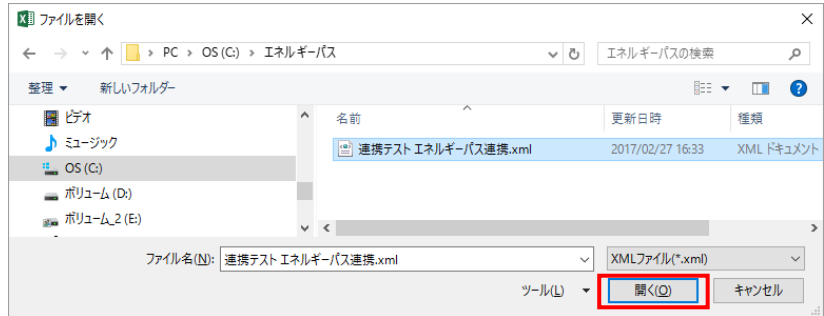 ファイルを開く
PC › OS (C:) › エネルギーパス
エネルギーパスの検索
整理
新しいフォルダー
ビデオ
ミュージック
OS (C:)
ボリューム (D:)
ボリューム_2 (E:)
名前 更新日時 種類
連携テスト エネルギーパス連携.xml 2017/02/27 16:33 XML ドキュメント
ファイル名(N): 連携テスト エネルギーパス連携.xml XMLファイル(*.xml)
ツール(L) 開く(O) キャンセル